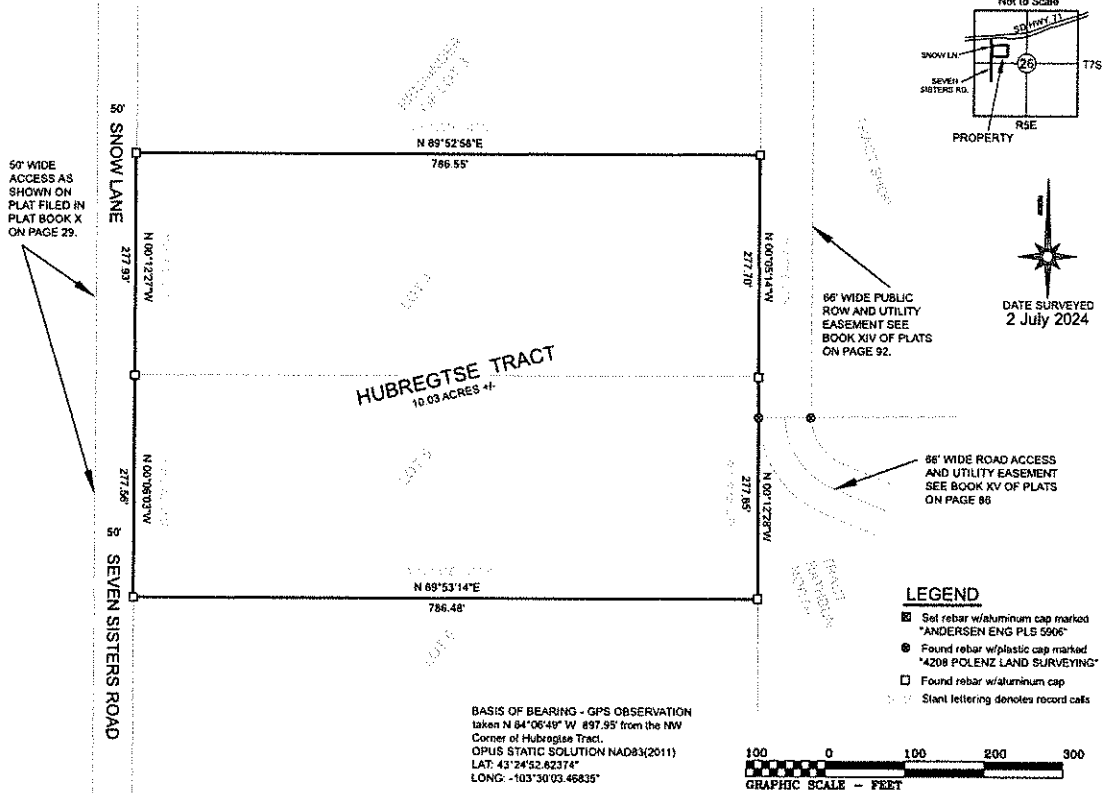 Not to Scale
SD HWY. 71
SNOW LN.
SEVEN
SISTERS RD.
26
T7S
R5E
PROPERTY
DATE SURVEYED
2 July 2024
50'
SNOW LANE
50' WIDE
ACCESS AS
SHOWN ON
PLAT FILED IN
PLAT BOOK X
ON PAGE 29.
N 89°52'58"E
786.55'
N 00°12'27"W
277.93'
N 00°05'14"W
277.70'
66' WIDE PUBLIC
ROW AND UTILITY
EASEMENT SEE
BOOK XIV OF PLATS
ON PAGE 92.
HUBREGTSE TRACT
10.03 ACRES +/-
N 00°06'03"W
277.56'
N 00°12'28"W
277.65'
66' WIDE ROAD ACCESS
AND UTILITY EASEMENT
SEE BOOK XV OF PLATS
ON PAGE 86
50'
SEVEN SISTERS ROAD
N 89°53'14"E
786.48'
LEGEND
Set rebar w/aluminum cap marked
"ANDERSEN ENG PLS 5906"
Found rebar w/plastic cap marked
"4208 POLENZ LAND SURVEYING"
Found rebar w/aluminum cap
Slant lettering denotes record calls
BASIS OF BEARING - GPS OBSERVATION
taken N 84°06'49" W 897.95' from the NW
Corner of Hubregtse Tract.
OPUS STATIC SOLUTION NAD83(2011)
LAT: 43°24'52.62374"
LONG: -103°30'03.46835"
100 0 100 200 300
GRAPHIC SCALE - FEET